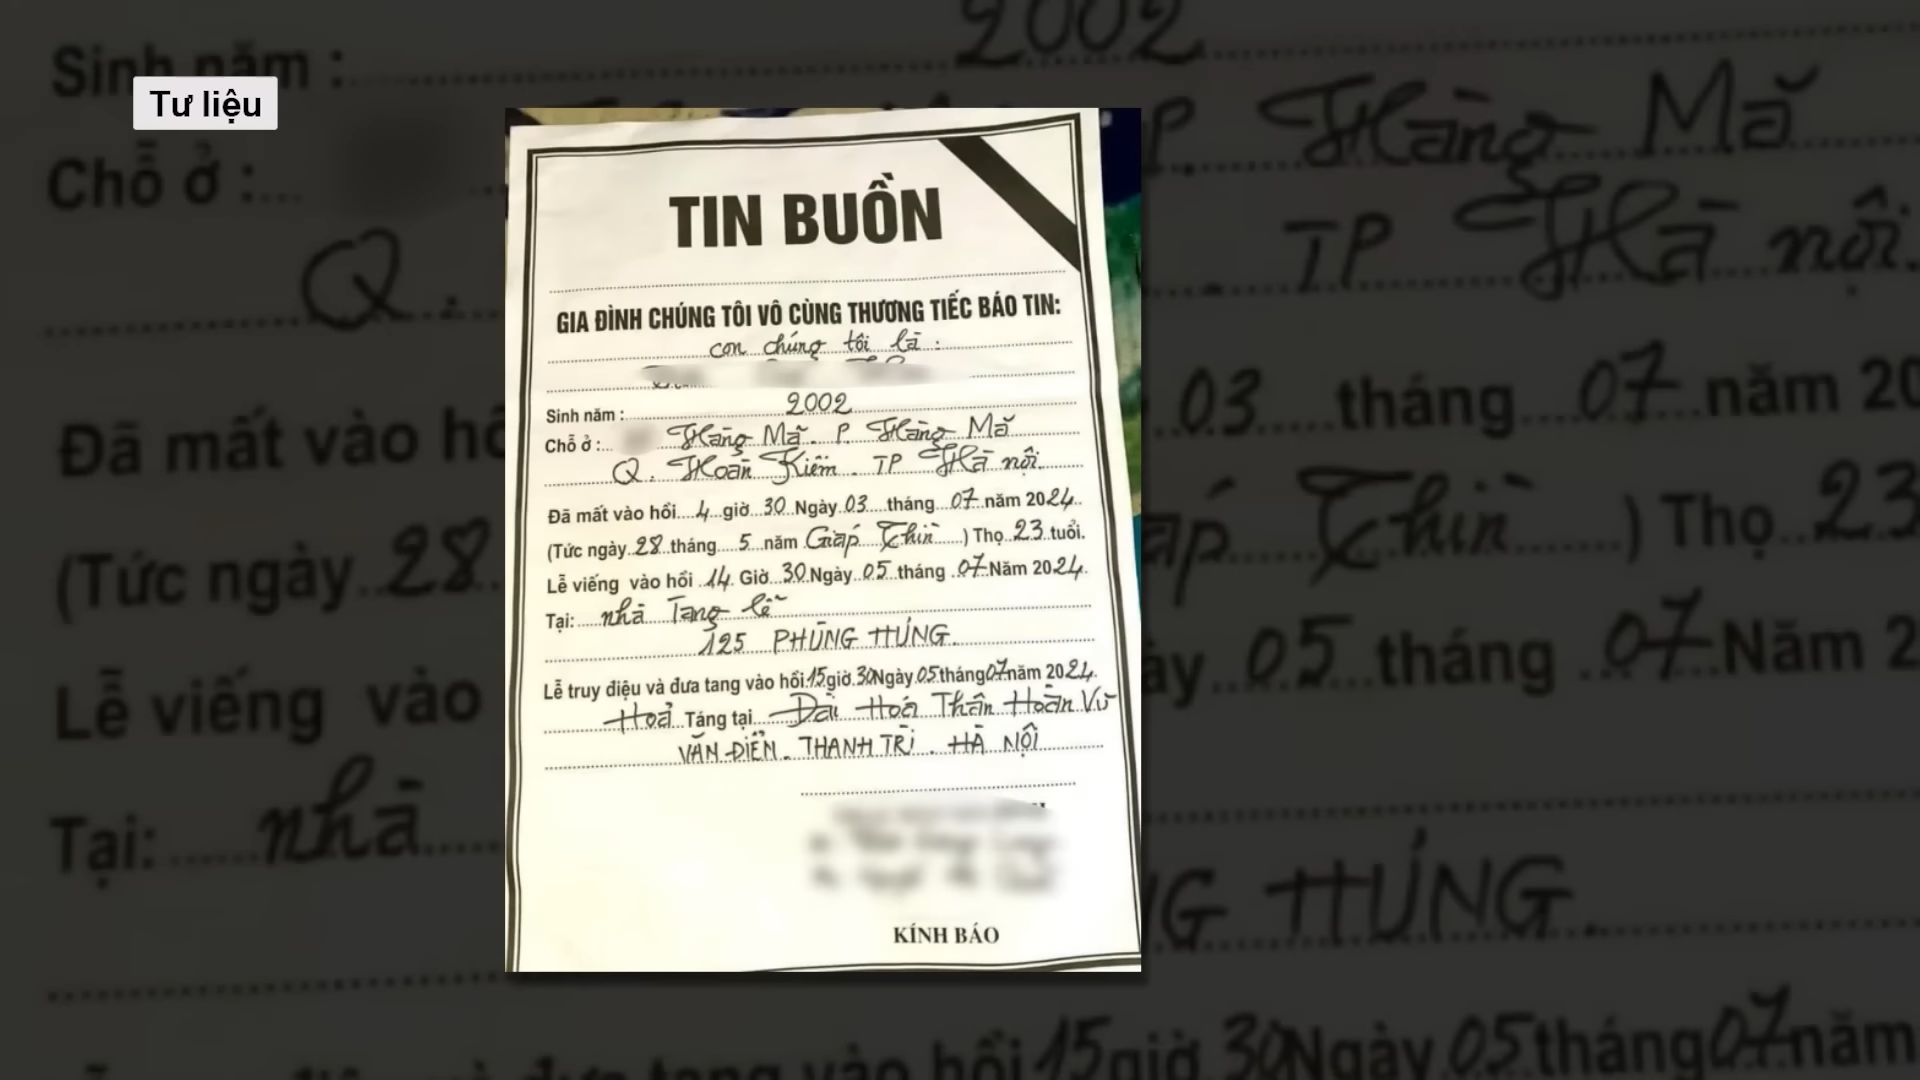 Tư liệu
TIN BUỒN
GIA ĐÌNH CHÚNG TÔI VÔ CÙNG THƯƠNG TIẾC BÁO TIN:
con chúng tôi là :
Sinh năm : 2002
Chỗ ở : Hàng Mã. P. Hàng Mã
Q. Hoàn Kiếm. TP Hà nội.
Đã mất vào hồi 4 giờ 30 Ngày 03 tháng 07 năm 2024
(Tức ngày 28 tháng 5 năm Giáp Thìn ) Thọ 23 tuổi.
Lễ viếng vào hồi 14 Giờ 30 Ngày 05 tháng 07 Năm 2024
Tại: nhà Tang lễ
125 PHÙNG HƯNG.
Lễ truy điệu và đưa tang vào hồi 15 giờ 30 Ngày 05 tháng 07 năm 2024
Hoả Táng tại Đài Hoá Thân Hoàn Vũ
VĂN ĐIỂN. THANH TRÌ. HÀ NỘI
KÍNH BÁO